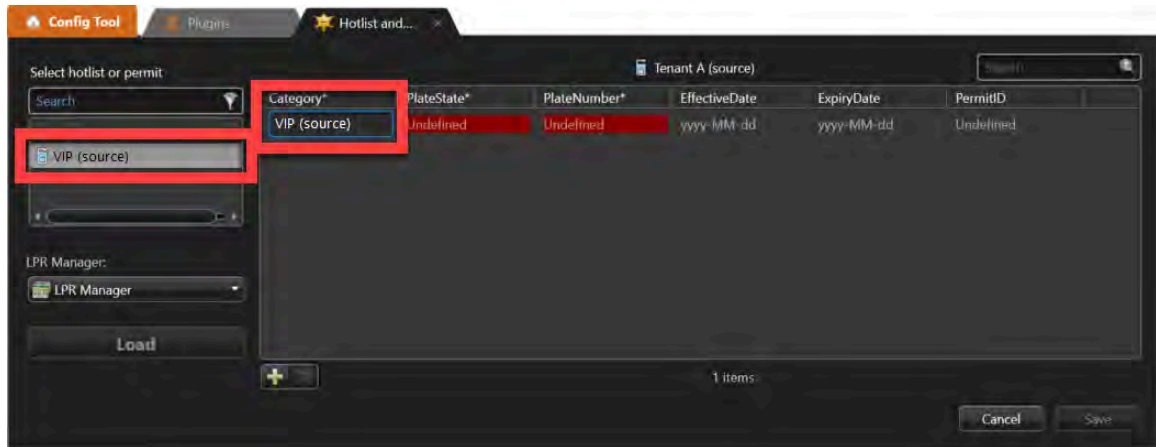 Config Tool Plugins Hotlist and...
Select hotlist or permit
Tenant A (source)
Search
Search
Category* PlateState* PlateNumber* EffectiveDate ExpiryDate PermitID
VIP (source) Undefined Undefined yyyy-MM-dd yyyy-MM-dd Undefined
VIP (source)
LPR Manager:
LPR Manager
Load
1 items
Cancel Save